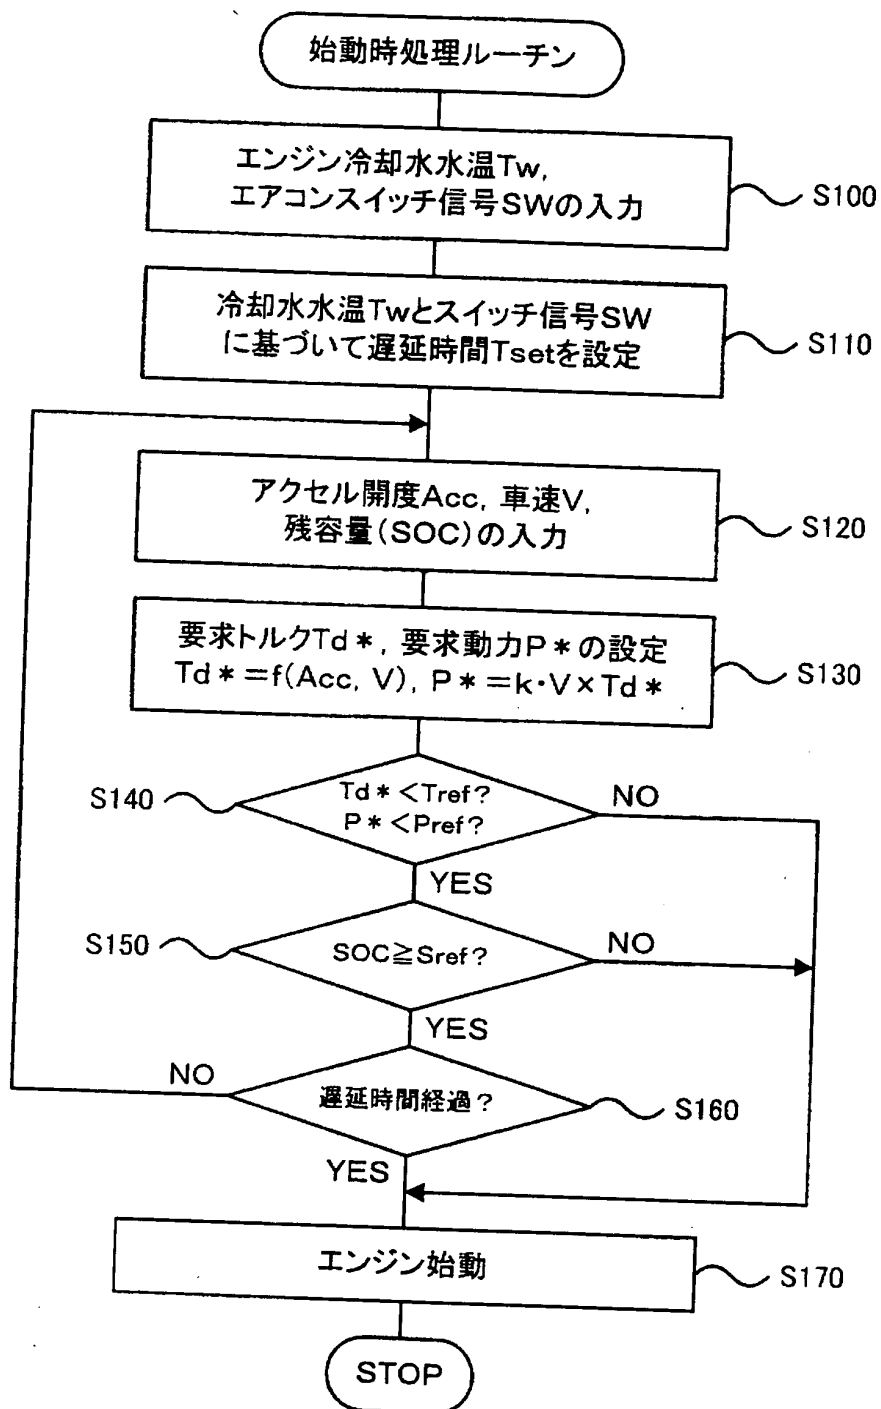 始動時処理ルーチン
エンジン冷却水水温Tw,
エアコンスイッチ信号SWの入力
S100
冷却水水温Twとスイッチ信号SW
に基づいて遅延時間Tsetを設定
S110
アクセル開度Acc, 車速V,
残容量(SOC)の入力
S120
要求トルクTd*, 要求動力P*の設定
Td*=f(Acc, V), P*=k・V×Td*
S130
S140
Td*<Tref?
P*<Pref?
NO
YES
S150
SOC≧Sref?
NO
YES
NO
遅延時間経過?
S160
YES
エンジン始動
S170
STOP